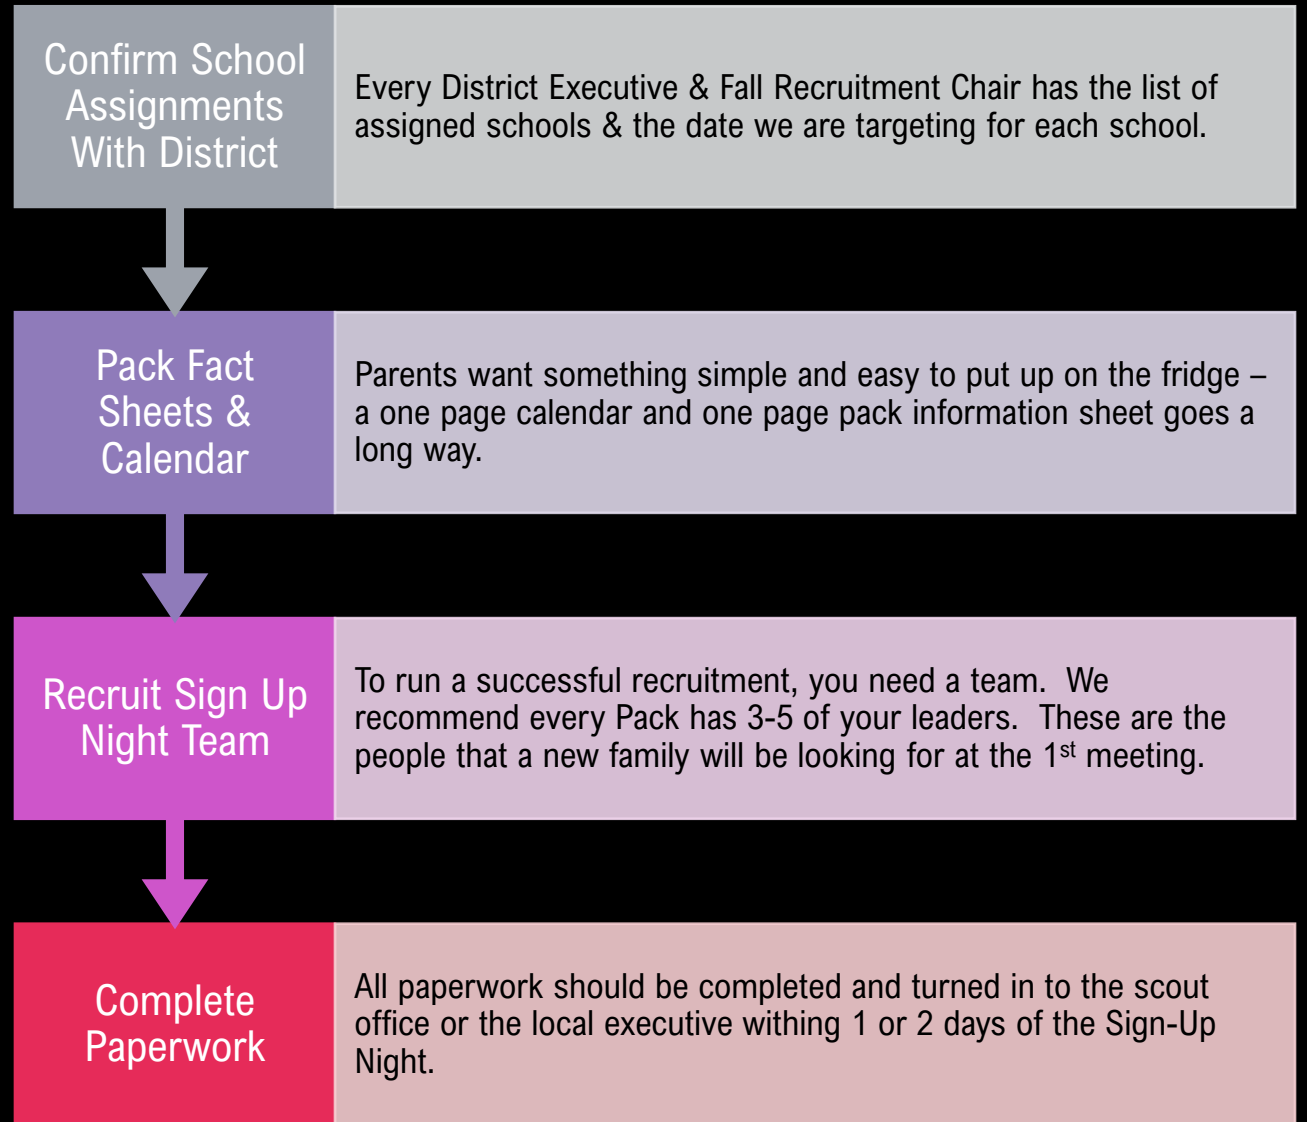 Confirm School
Assignments
With District
Every District Executive & Fall Recruitment Chair has the list of
assigned schools & the date we are targeting for each school.
Pack Fact
Sheets &
Calendar
Parents want something simple and easy to put up on the fridge –
a one page calendar and one page pack information sheet goes a
long way.
Recruit Sign Up
Night Team
To run a successful recruitment, you need a team.  We
recommend every Pack has 3-5 of your leaders.  These are the
people that a new family will be looking for at the 1st meeting.
Complete
Paperwork
All paperwork should be completed and turned in to the scout
office or the local executive withing 1 or 2 days of the Sign-Up
Night.